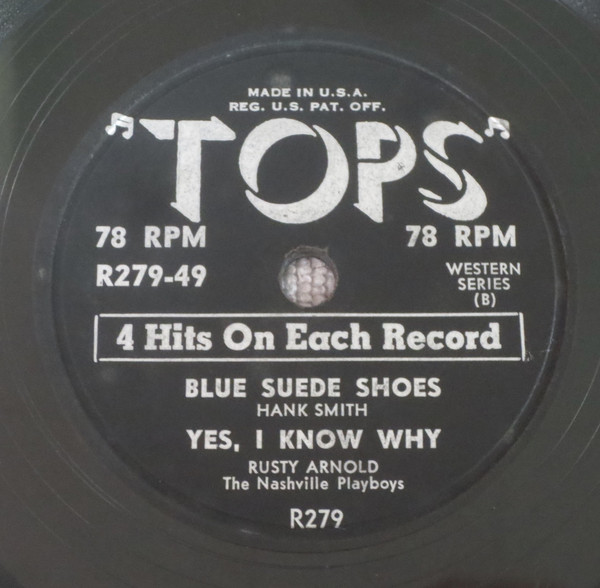 MADE IN U.S.A.
REG. U.S. PAT. OFF.
"TOPS"
78 RPM 78 RPM
R279-49 WESTERN
SERIES
(B)
4 Hits On Each Record
BLUE SUEDE SHOES
HANK SMITH
YES, I KNOW WHY
RUSTY ARNOLD
The Nashville Playboys
R279